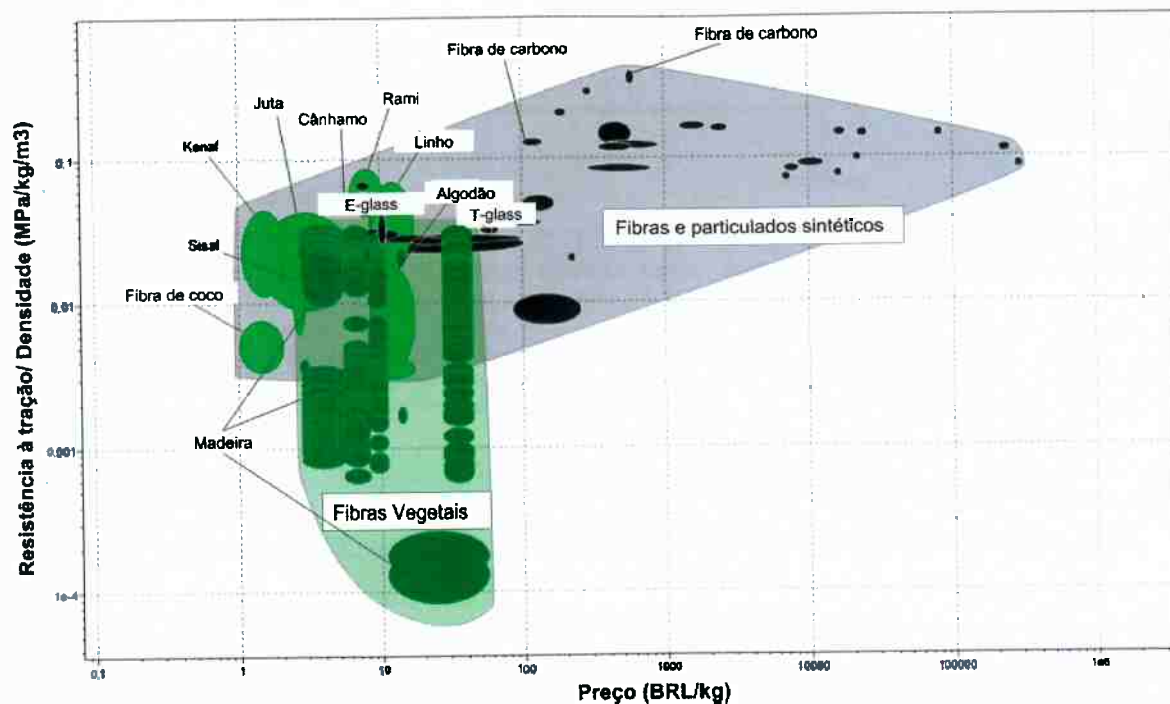 Fibra de carbono
Fibra de carbono
Juta
Rami
Cânhamo
Kenaf
Linho
0.1
Algodão
E-glass
T-glass
Fibras e particulados sintéticos
Sisal
Fibra de coco
0.01
Madeira
0.001
Fibras Vegetais
1e-4
0,1
1
10
100
1000
10000
100000
1e6
Preço (BRL/kg)
Resistência à tração/ Densidade (MPa/kg/m3)